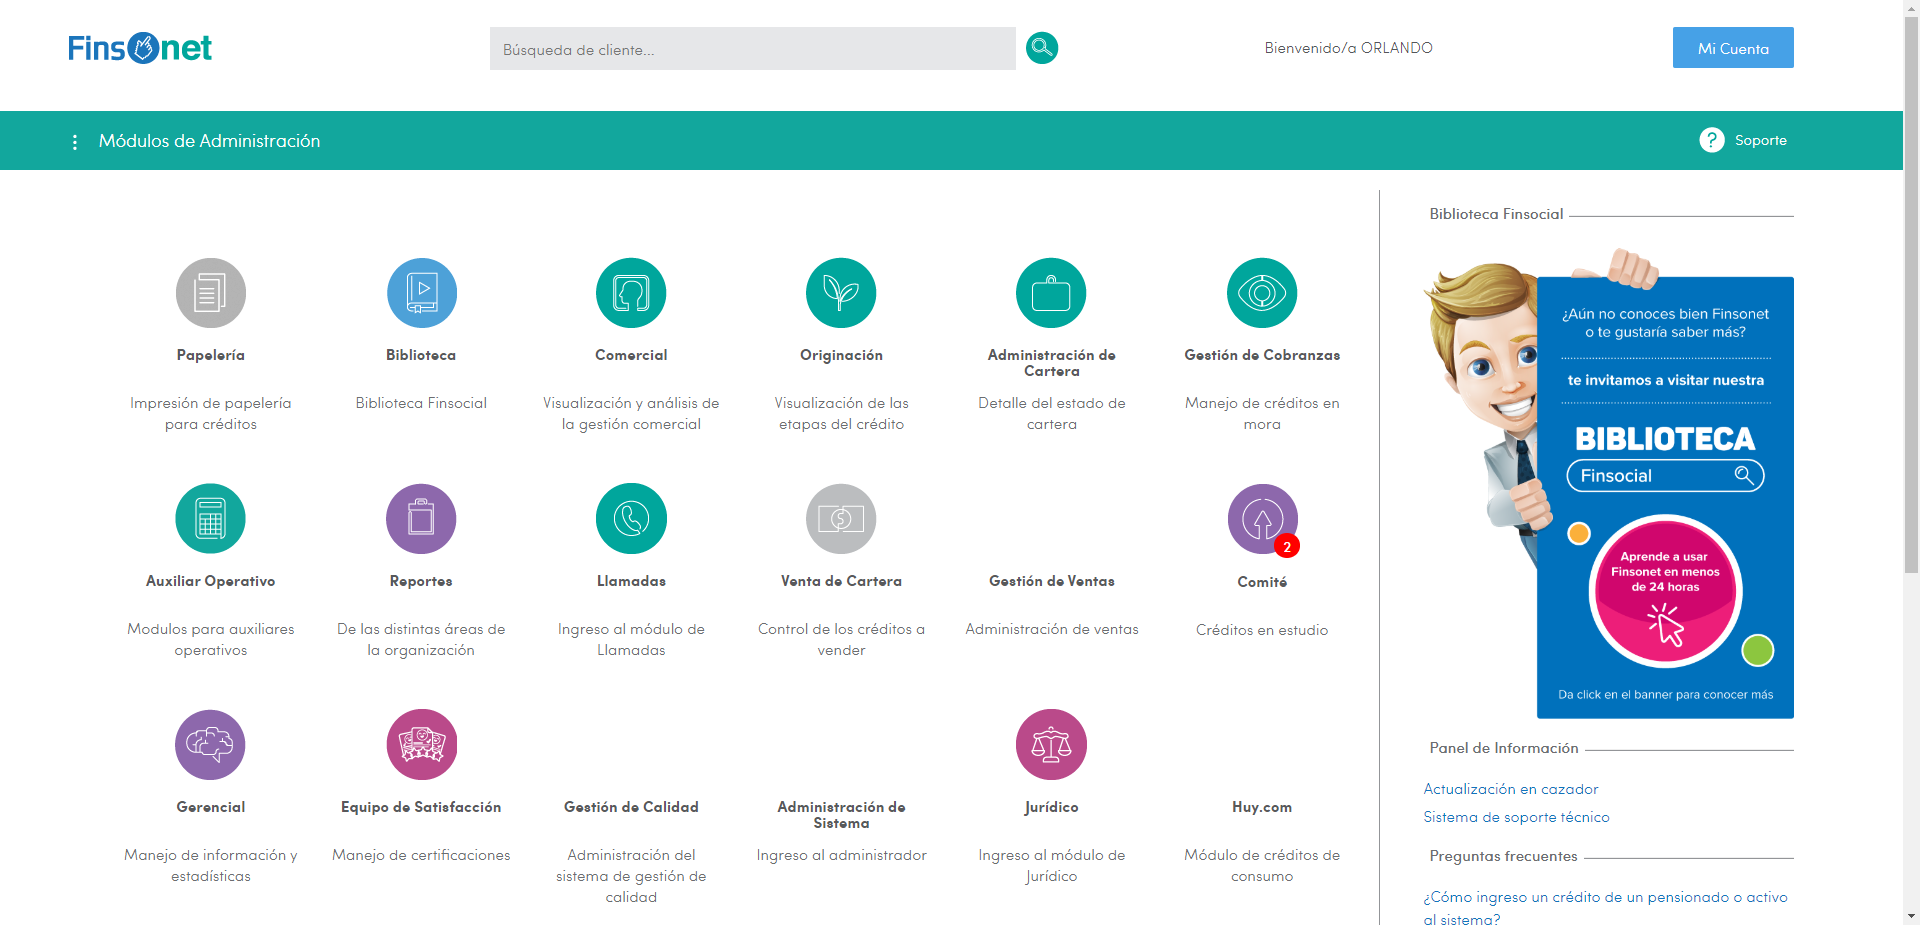 Finsonet
Búsqueda de cliente...
Bienvenido/a ORLANDO
Mi Cuenta
Módulos de Administración
? Soporte
Papelería
Impresión de papelería
para créditos
Biblioteca
Biblioteca Finsocial
Comercial
Visualización y análisis de
la gestión comercial
Originación
Visualización de las
etapas del crédito
Administración de
Cartera
Detalle del estado de
cartera
Gestión de Cobranzas
Manejo de créditos en
mora
Auxiliar Operativo
Modulos para auxiliares
operativos
Reportes
De las distintas áreas de
la organización
Llamadas
Ingreso al módulo de
Llamadas
$
Venta de Cartera
Control de los créditos a
vender
Gestión de Ventas
Administración de ventas
2
Comité
Créditos en estudio
Gerencial
Manejo de información y
estadísticas
Equipo de Satisfacción
Manejo de certificaciones
Gestión de Calidad
Administración del
sistema de gestión de
calidad
Administración de
Sistema
Ingreso al administrador
Jurídico
Ingreso al módulo de
Jurídico
Huy.com
Módulo de créditos de
consumo
Biblioteca Finsocial
¿Aún no conoces bien Finsonet
o te gustaría saber más?
te invitamos a visitar nuestra
BIBLIOTECA
Finsocial
Aprende a usar
Finsonet en menos
de 24 horas
Da click en el banner para conocer más
Panel de Información
Actualización en cazador
Sistema de soporte técnico
Preguntas frecuentes
¿Cómo ingreso un crédito de un pensionado o activo
al sistema?